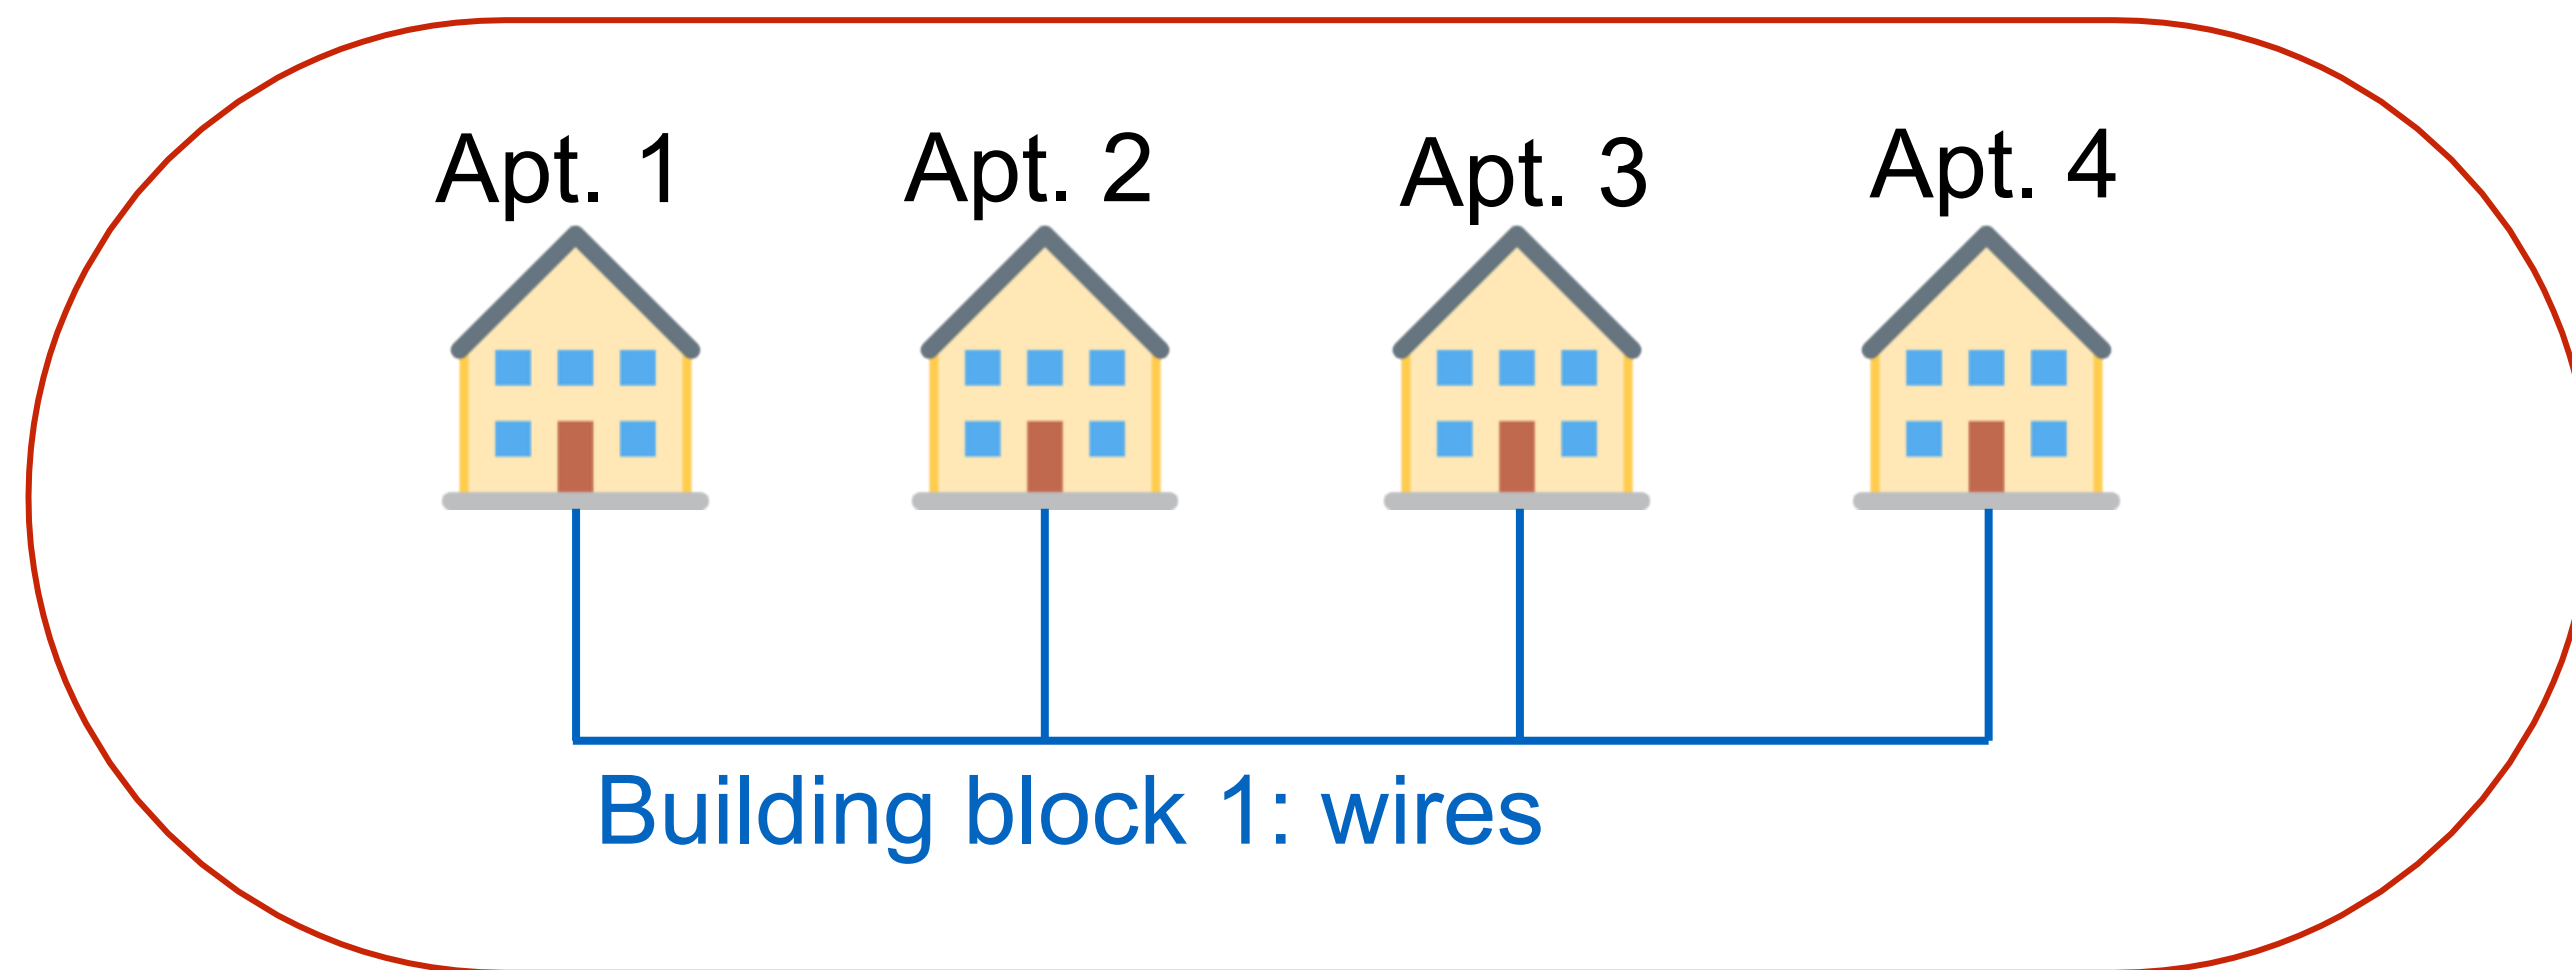 Apt. 1 Apt. 2 Apt. 3 Apt. 4
Building block 1: wires